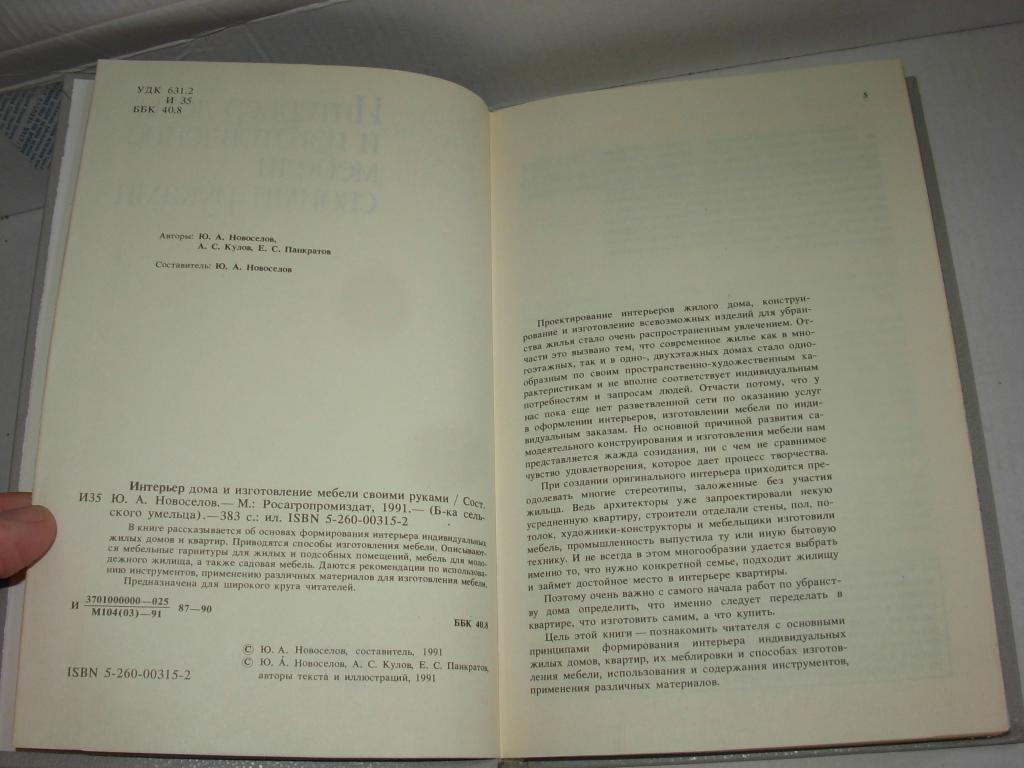 УДК 631.2
И 35
ББК 40.8
Авторы: Ю. А. Новоселов,
А. С. Кулов, Е. С. Панкратов
Составитель: Ю. А. Новоселов
Интерьер дома и изготовление мебели своими руками / Сост.
И35 Ю. А. Новоселов.— М.: Росагропромиздат, 1991.— (Б-ка сель-
ского умельца).—383 с.: ил. ISBN 5-260-00315-2
В книге рассказывается об основах формирования интерьера индивидуальных
жилых домов и квартир. Приводятся способы изготовления мебели. Описывают-
ся мебельные гарнитуры для жилых и подсобных помещений, мебель для моло-
дежного жилища, а также садовая мебель. Даются рекомендации по использова-
нию инструментов, применению различных материалов для изготовления мебели.
Предназначена для широкого круга читателей.
И 3701000000—025
М104(03)—91 87—90
ББК 40.8
© Ю. А. Новоселов, составитель, 1991
© Ю. А. Новоселов, А. С. Кулов, Е. С. Панкратов,
авторы текста и иллюстраций, 1991
ISBN 5-260-00315-2
5
Проектирование интерьеров жилого дома, констри-
рование и изготовление всевозможных изделий для убран-
ства жилья стало очень распространенным увлечением. От-
части это вызвано тем, что современное жилье как в мно-
гоэтажных, так и в одно-, двухэтажных домах стало одно-
образным по своим пространственно-художественным ха-
рактеристикам и не вполне соответствует индивидуальным
потребностям и запросам людей. Отчасти потому, что у
нас пока еще нет разветвленной сети по оказанию услуг
в оформлении интерьеров, изготовлении мебели по инди-
видуальным заказам. Но основной причиной развития са-
модеятельного конструирования и изготовления мебели нам
представляется жажда созидания, ни с чем не сравнимое
чувство удовлетворения, которое дает процесс творчества.
При создании оригинального интерьера приходится пре-
одолевать многие стереотипы, заложенные без участия
жильца. Ведь архитекторы уже запроектировали некую
усредненную квартиру, строители отделали стены, пол, по-
толок, художники-конструкторы и мебельщики изготовили
мебель, промышленность выпустила ту или иную бытовую
технику. И не всегда в этом многообразии удается выбрать
именно то, что нужно конкретной семье, подходит жилищу
и займет достойное место в интерьере квартиры.
Поэтому очень важно с самого начала работ по убранст-
ву дома определить, что именно следует переделать в
квартире, что изготовить самим, а что купить.
Цель этой книги — познакомить читателя с основными
принципами формирования интерьера индивидуальных
жилых домов, квартир, их меблировки и способах изготов-
ления мебели, использования и содержания инструментов,
применения различных материалов.